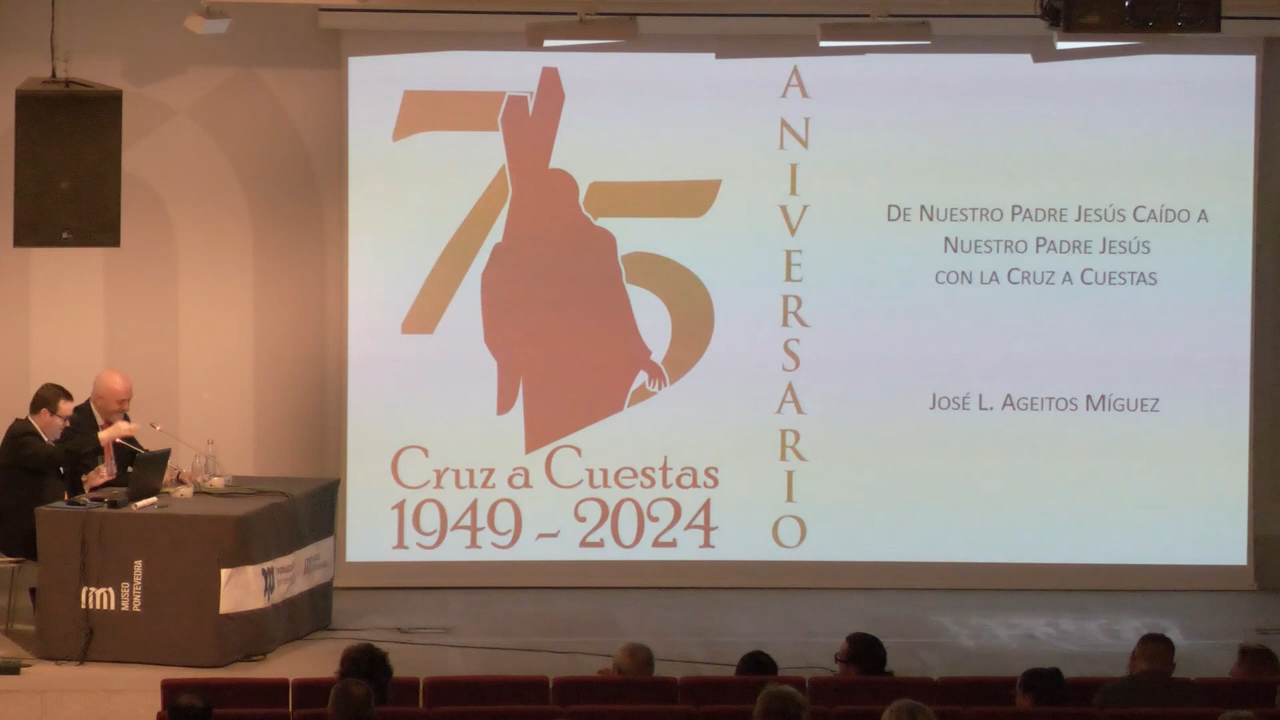 75
ANIVERSARIO
Cruz a Cuestas
1949 - 2024
DE NUESTRO PADRE JESÚS CAÍDO A
NUESTRO PADRE JESÚS
CON LA CRUZ A CUESTAS
JOSÉ L. AGEITOS MÍGUEZ
MUSEO
PONTEVEDRA